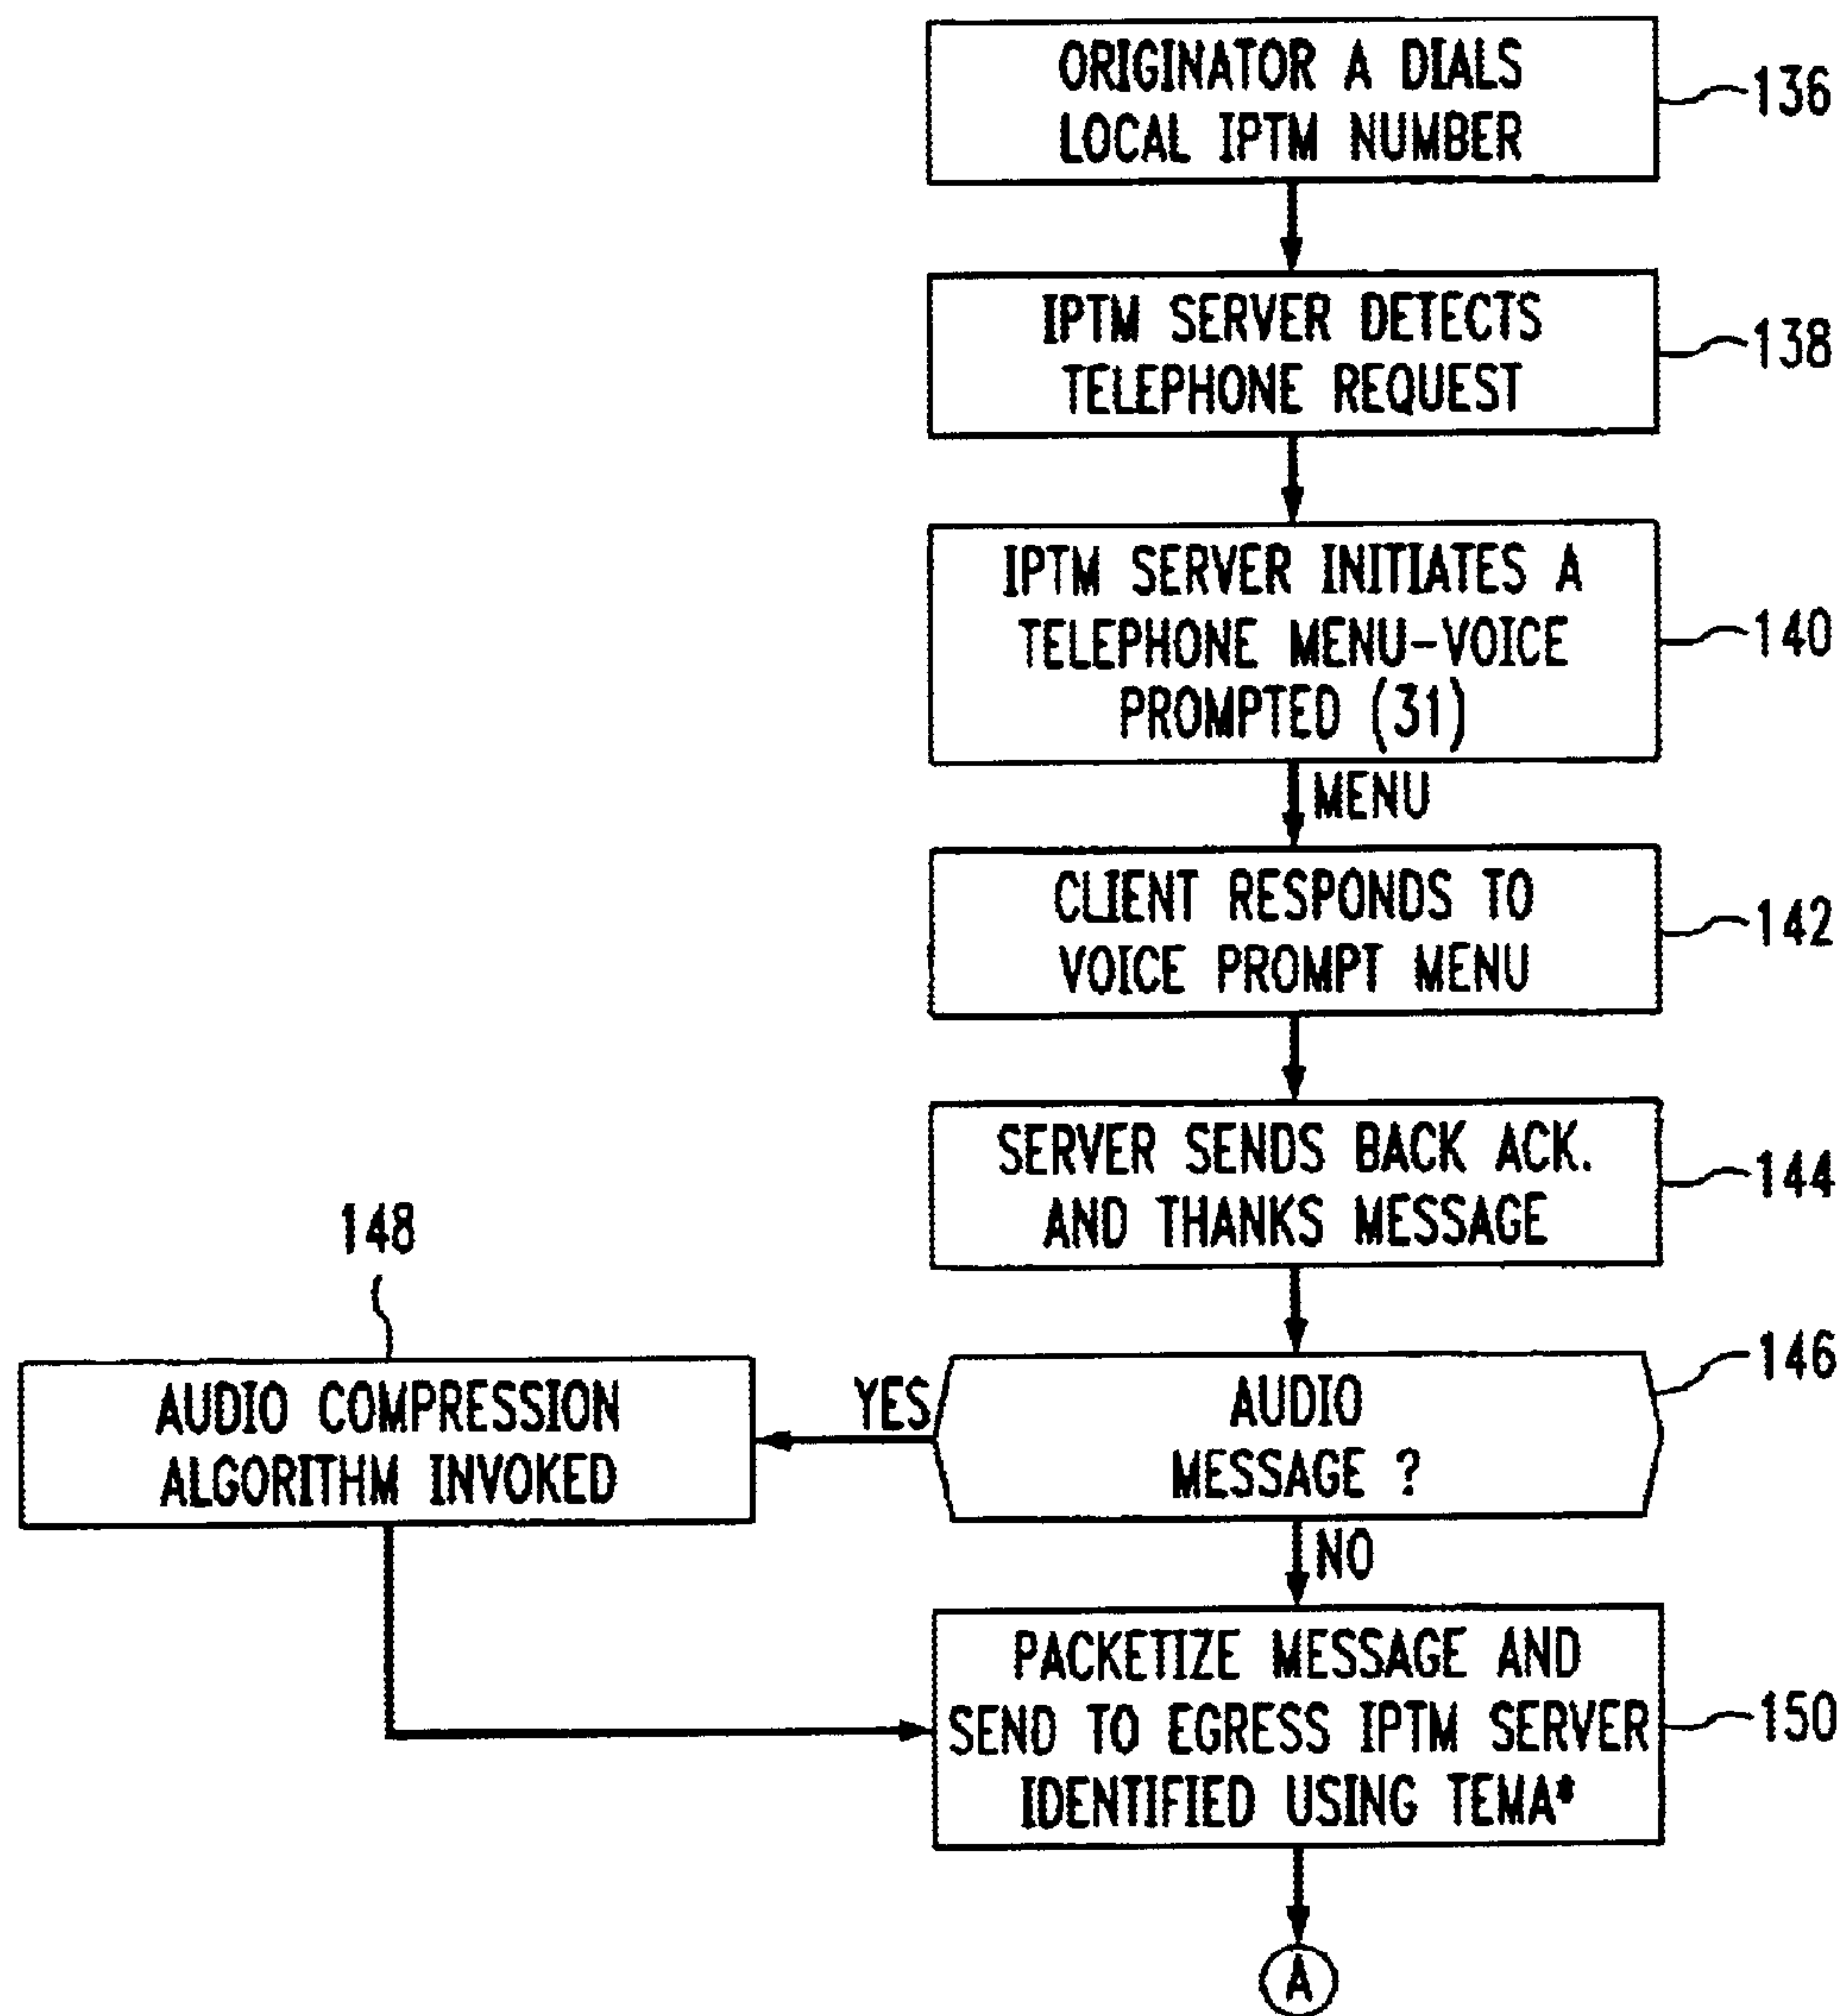 ORIGINATOR A DIALS
LOCAL IPTM NUMBER
136
IPTM SERVER DETECTS
TELEPHONE REQUEST
138
IPTM SERVER INITIATES A
TELEPHONE MENU-VOICE
PROMPTED (31)
140
MENU
CLIENT RESPONDS TO
VOICE PROMPT MENU
142
SERVER SENDS BACK ACK.
AND THANKS MESSAGE
144
148
AUDIO COMPRESSION
ALGORITHM INVOKED
YES
AUDIO
MESSAGE ?
146
NO
PACKETIZE MESSAGE AND
SEND TO EGRESS IPTM SERVER
IDENTIFIED USING TEMA*
150
A